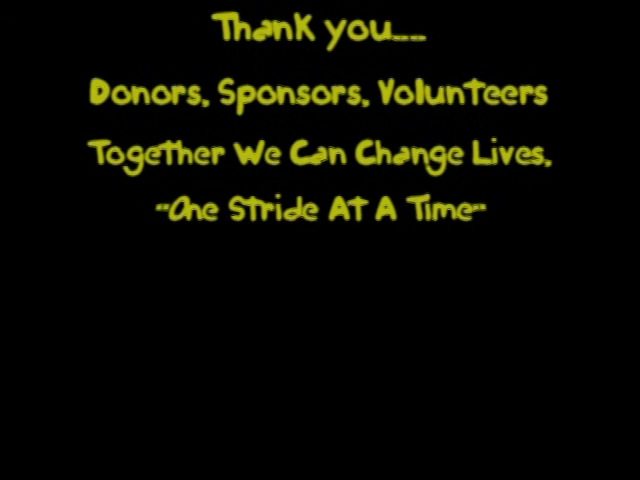 Thank you.....
Donors, Sponsors, Volunteers
Together We Can Change Lives,
"One Stride At A Time"